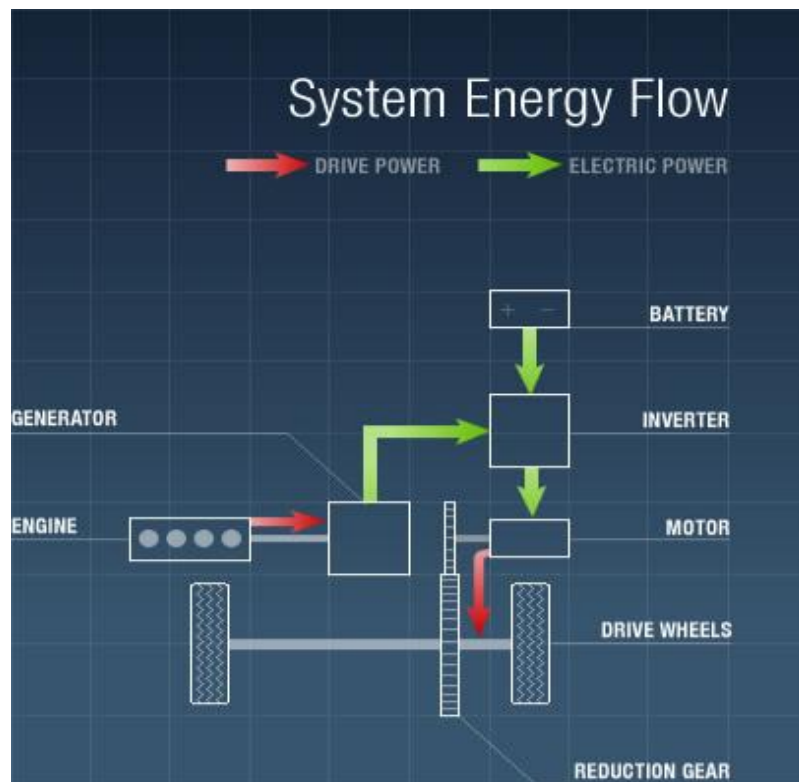 System Energy Flow
DRIVE POWER
ELECTRIC POWER
+ −
BATTERY
GENERATOR
INVERTER
ENGINE
MOTOR
DRIVE WHEELS
REDUCTION GEAR